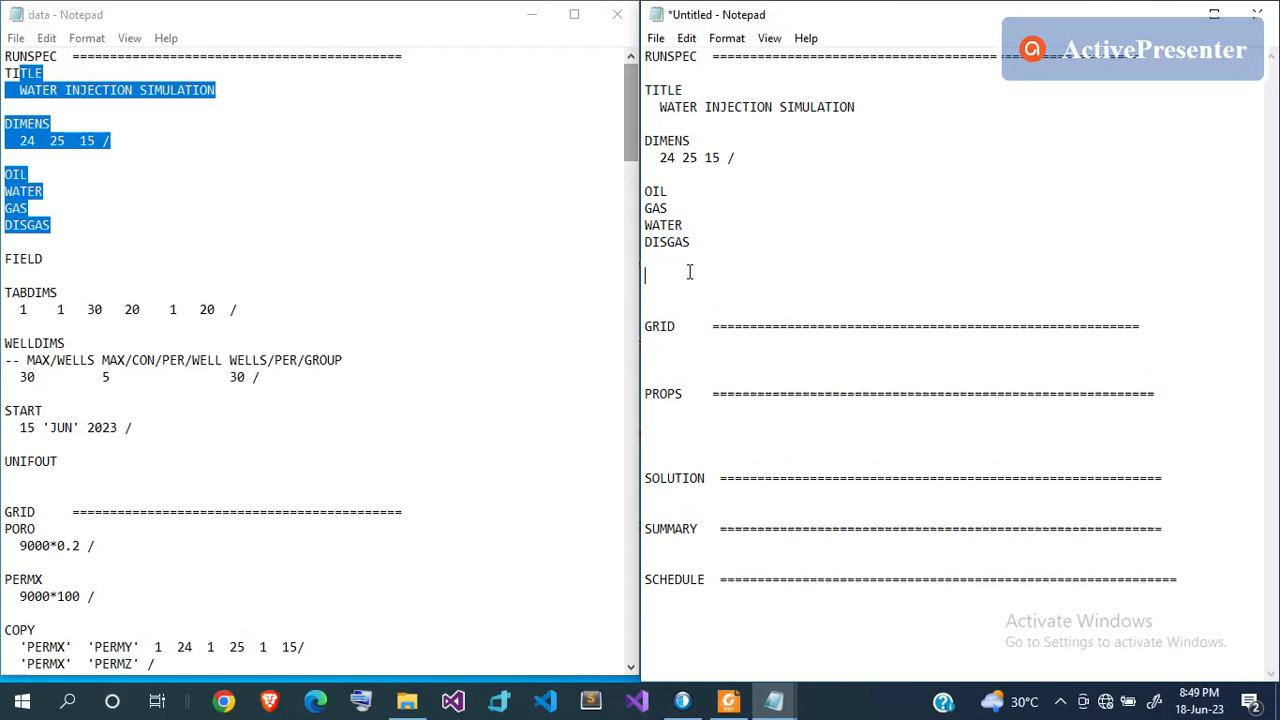 data - Notepad
File Edit Format View Help
RUNSPEC ============================================
TITLE
WATER INJECTION SIMULATION
DIMENS
24 25 15 /
OIL
WATER
GAS
DISGAS
FIELD
TABDIMS
1 1 30 20 1 20 /
WELLDIMS
-- MAX/WELLS MAX/CON/PER/WELL WELLS/PER/GROUP
30 5 30 /
START
15 'JUN' 2023 /
UNIFOUT
GRID ============================================
PORO
9000*0.2 /
PERMX
9000*100 /
COPY
'PERMX' 'PERMY' 1 24 1 25 1 15/
'PERMX' 'PERMZ' /
*Untitled - Notepad
ActivePresenter
File Edit Format View Help
RUNSPEC =========================================================
TITLE
WATER INJECTION SIMULATION
DIMENS
24 25 15 /
OIL
GAS
WATER
DISGAS
GRID =========================================================
PROPS ===========================================================
SOLUTION ===========================================================
SUMMARY ===========================================================
SCHEDULE =============================================================
Activate Windows
Go to Settings to activate Windows.
30°C
8:49 PM
18-Jun-23
2